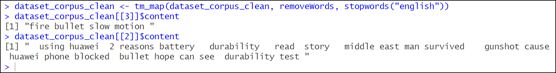 > dataset_corpus_clean <- tm_map(dataset_corpus_clean, removeWords, stopwords("english"))
> dataset_corpus_clean[[3]]$content
[1] "fire bullet slow motion "
> dataset_corpus_clean[[2]]$content
[1] "  using huawei  2 reasons battery   durability   read  story   middle east man survived    gunshot cause
 huawei phone blocked  bullet hope can see  durability test "
>